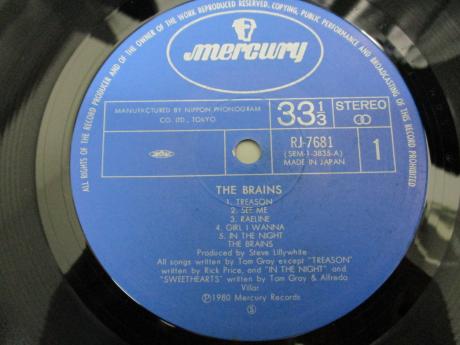 ALL RIGHTS OF THE RECORD PRODUCER AND OF THE OWNER OF THE WORK REPRODUCED RESERVED. COPYING, PUBLIC PERFORMANCE AND BROADCASTING OF THIS RECORD PROHIBITED
mercury
MANUFACTURED BY NIPPON PHONOGRAM
CO. LTD., TOKYO
33 1/3
STEREO
RJ-7681
(SRM-1-3835-A)
MADE IN JAPAN
1
THE BRAINS
1. TREASON
2. SEE ME
3. RAELINE
4. GIRL I WANNA
5. IN THE NIGHT
THE BRAINS
Produced by Steve Lillywhite
All songs written by Tom Gray except "TREASON"
written by Rick Price, and "IN THE NIGHT" and
"SWEETHEARTS" written by Tom Gray & Alfredo
Villar
Ⓟ1980 Mercury Records
Ⓢ